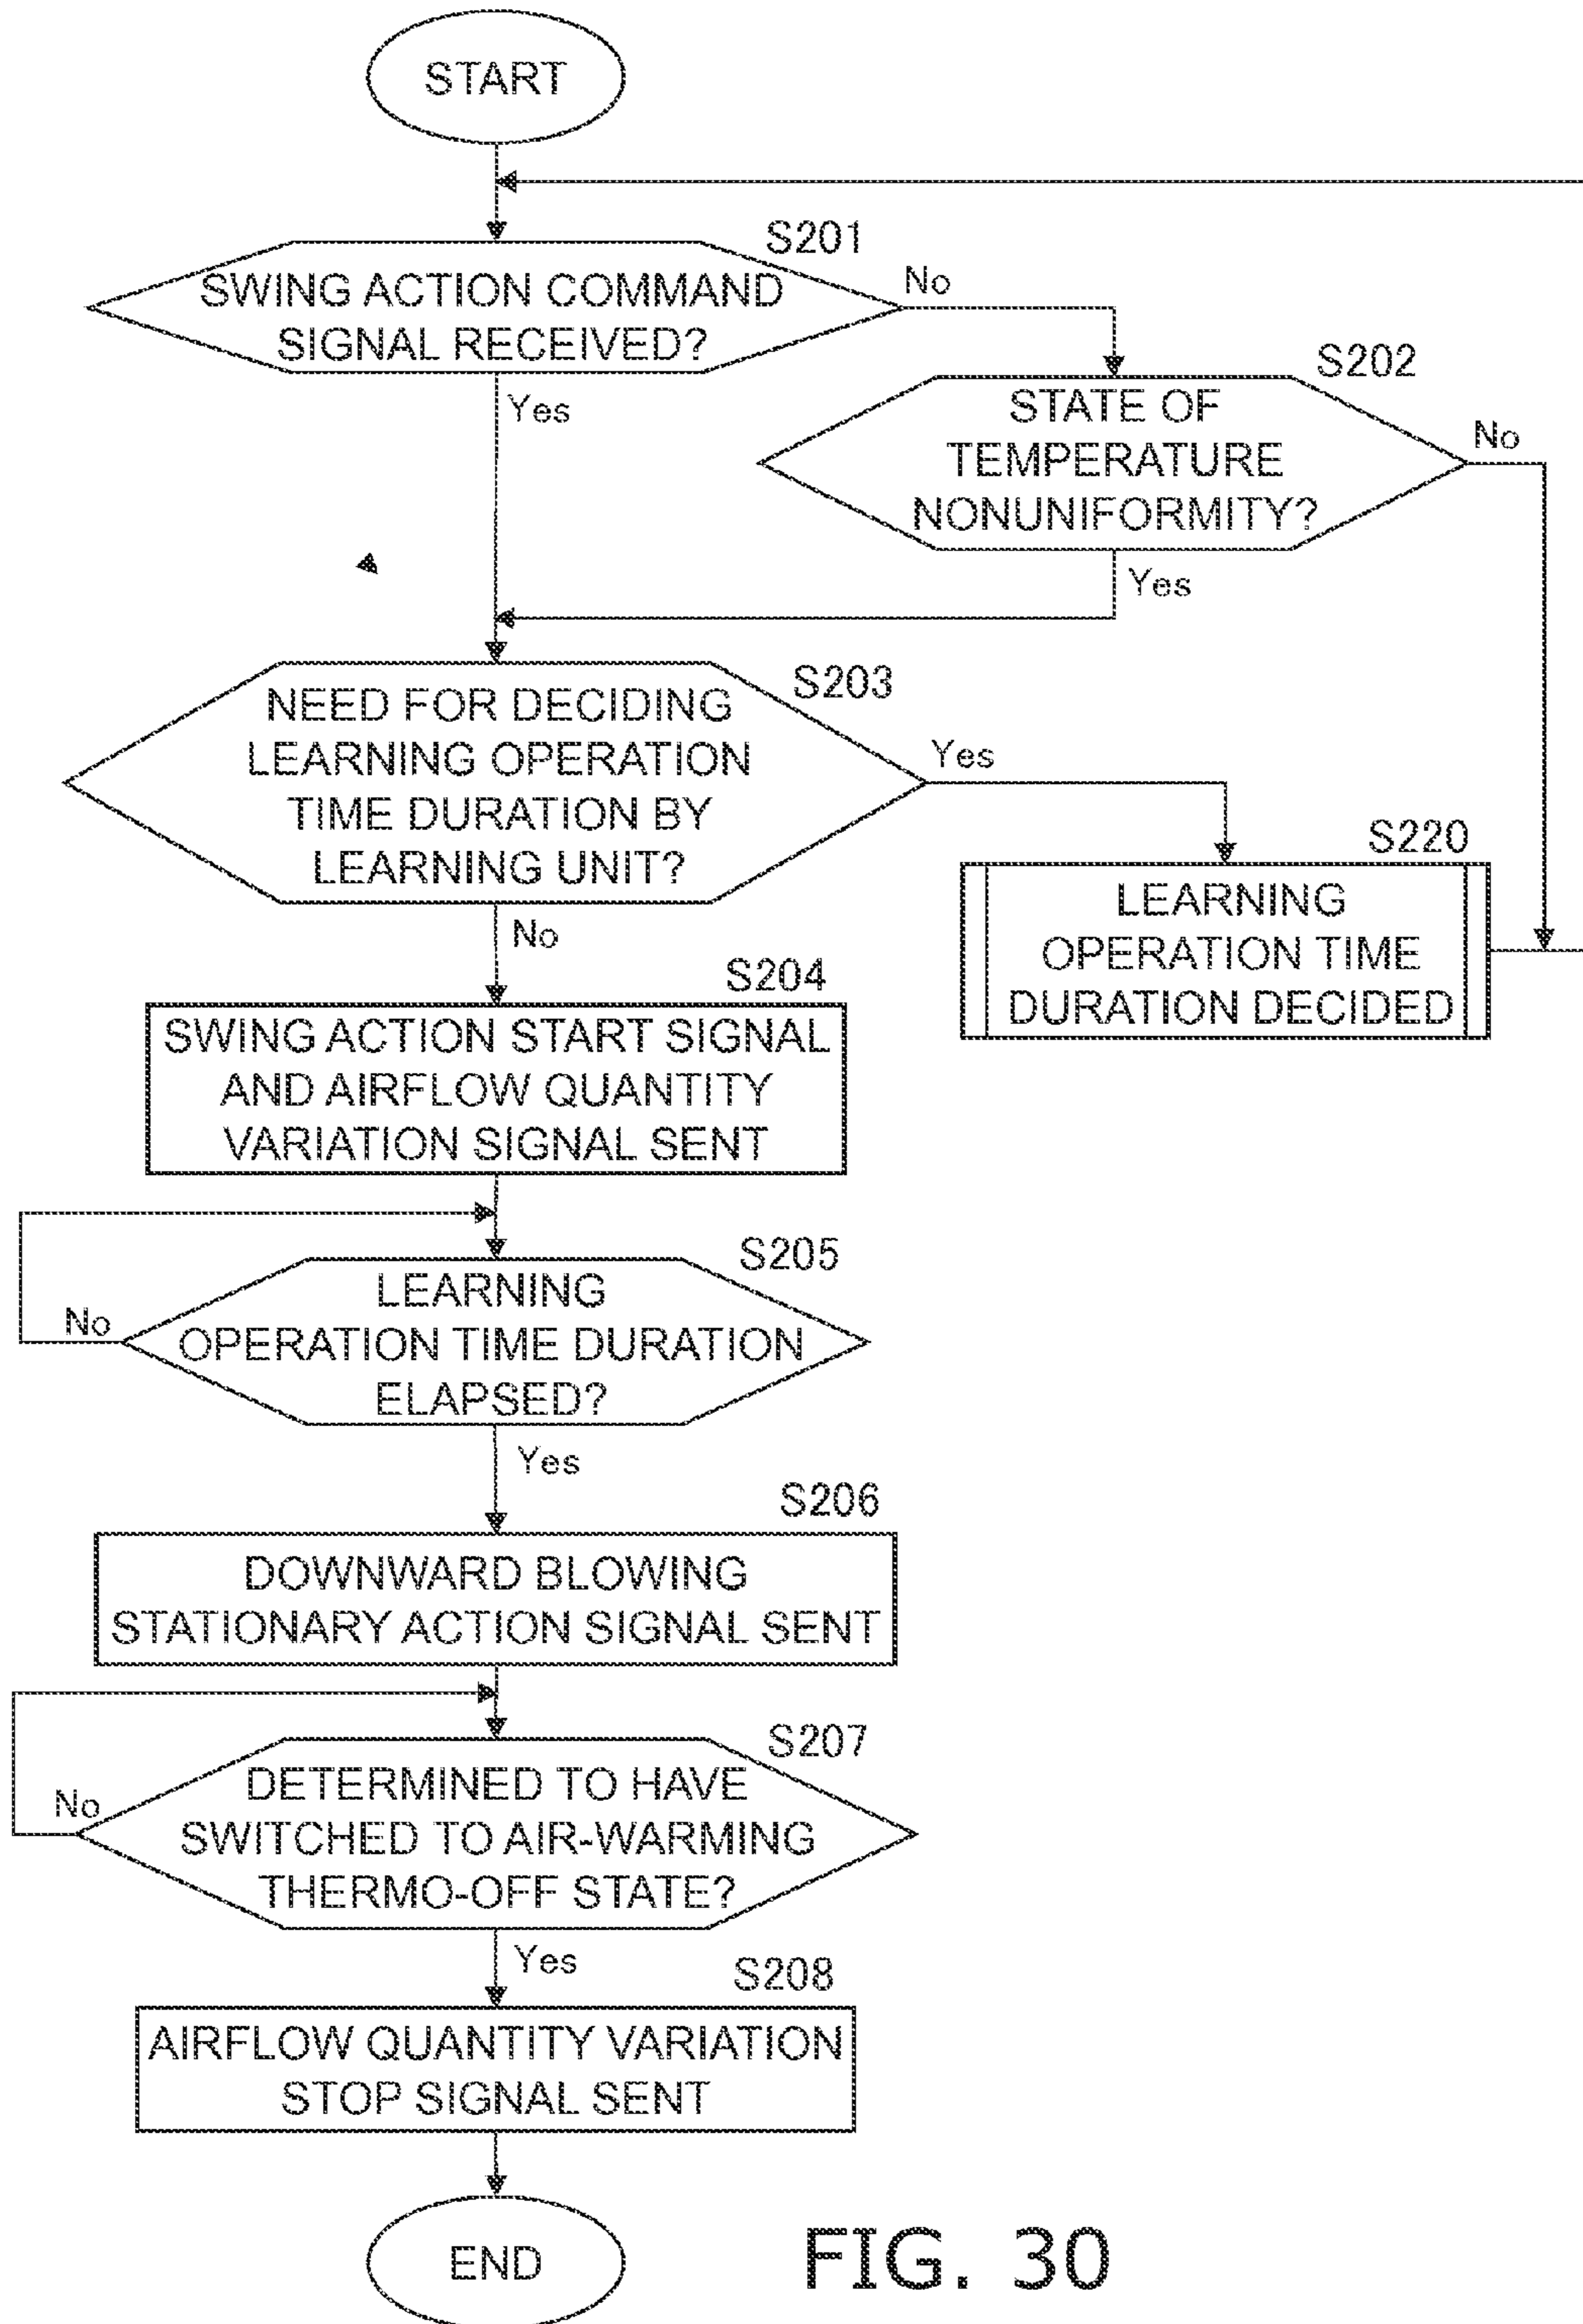 START
S201
SWING ACTION COMMAND
SIGNAL RECEIVED?
No
Yes
S202
STATE OF
TEMPERATURE
NONUNIFORMITY?
No
Yes
S203
NEED FOR DECIDING
LEARNING OPERATION
TIME DURATION BY
LEARNING UNIT?
Yes
No
S220
LEARNING
OPERATION TIME
DURATION DECIDED
S204
SWING ACTION START SIGNAL
AND AIRFLOW QUANTITY
VARIATION SIGNAL SENT
S205
LEARNING
OPERATION TIME DURATION
ELAPSED?
No
Yes
S206
DOWNWARD BLOWING
STATIONARY ACTION SIGNAL SENT
S207
DETERMINED TO HAVE
SWITCHED TO AIR-WARMING
THERMO-OFF STATE?
No
Yes
S208
AIRFLOW QUANTITY VARIATION
STOP SIGNAL SENT
END
FIG. 30